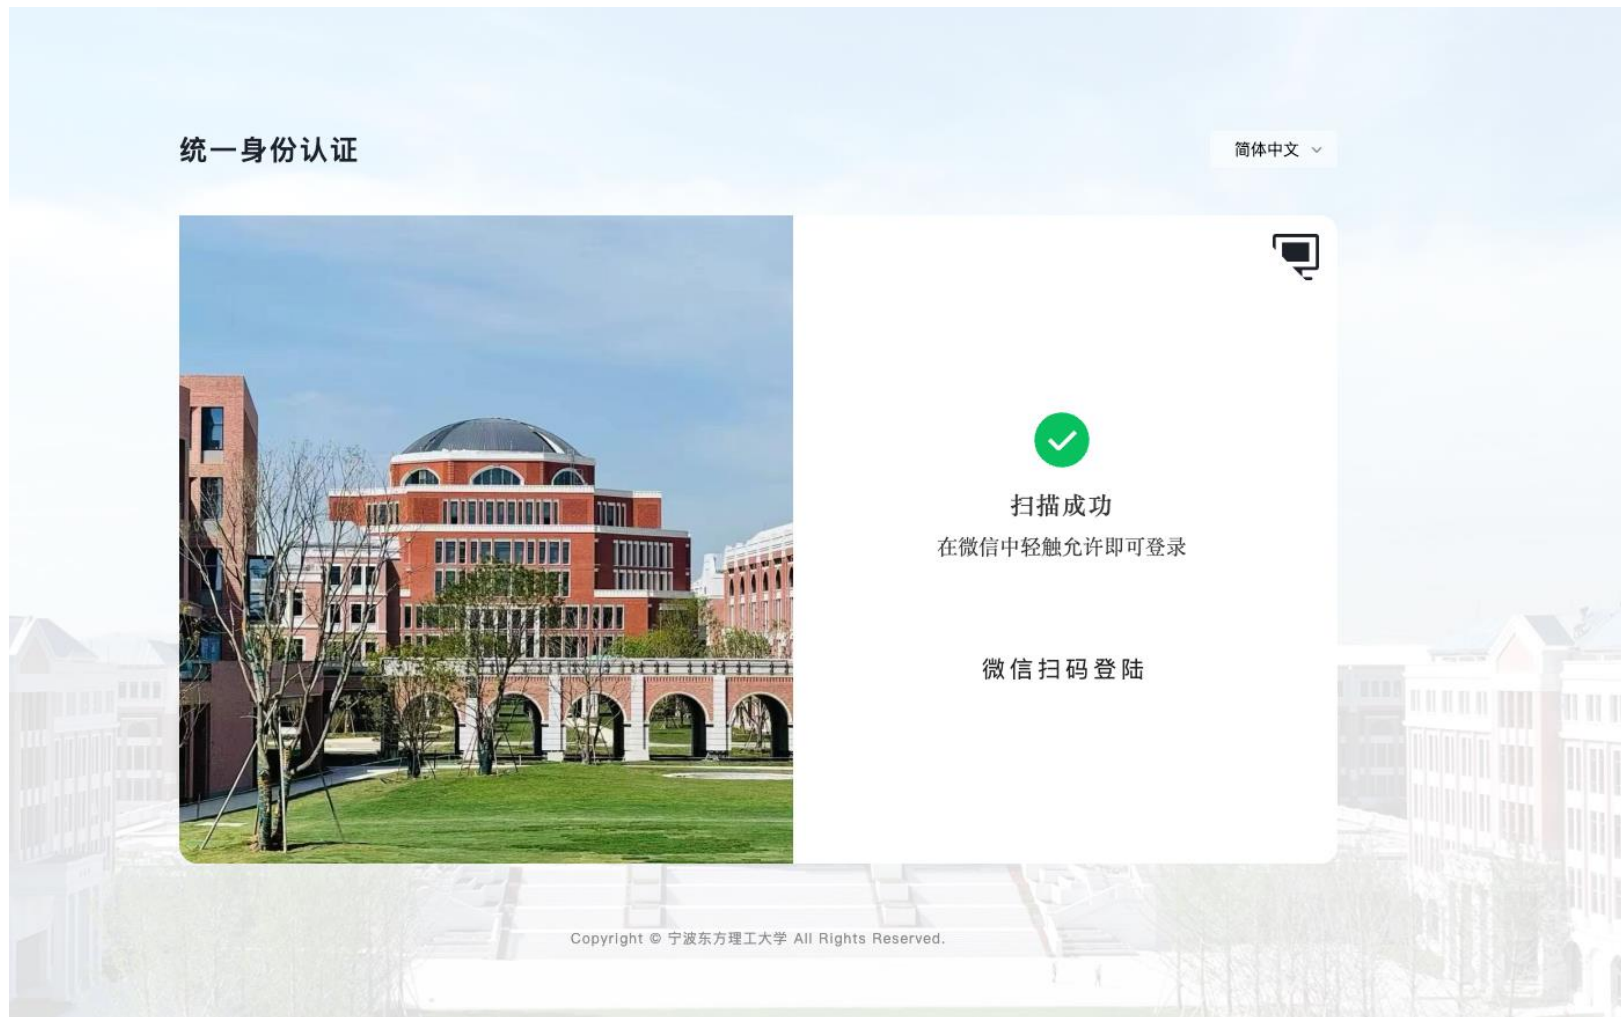 统一身份认证
简体中文
扫描成功
在微信中轻触允许即可登录
微信扫码登陆
Copyright © 宁波东方理工大学 All Rights Reserved.